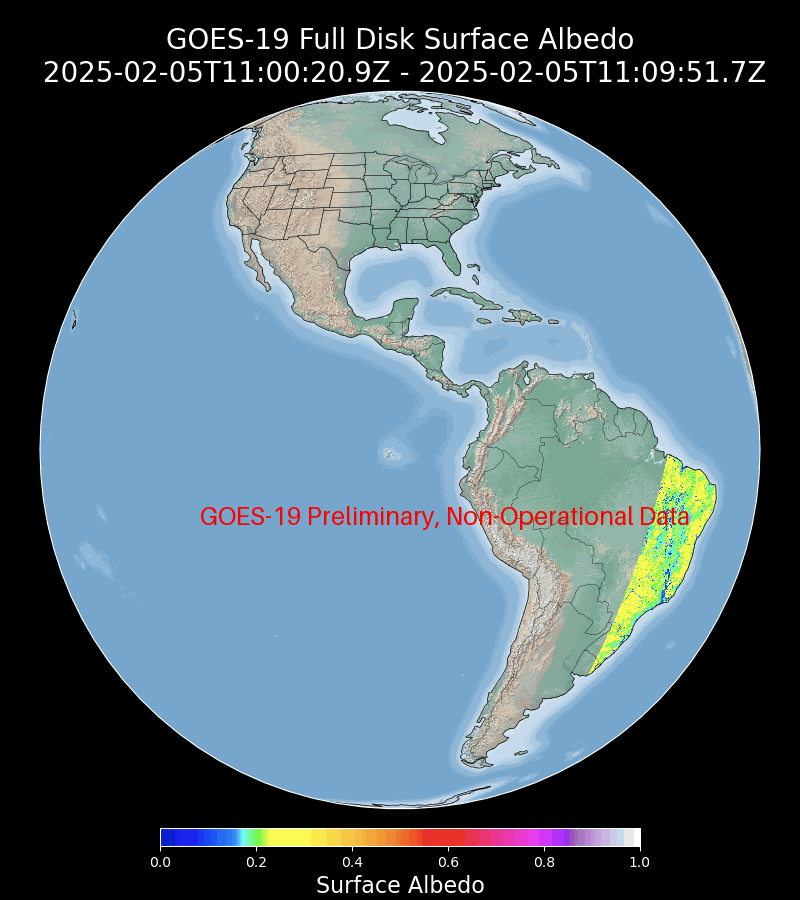 GOES-19 Full Disk Surface Albedo
2025-02-05T11:00:20.9Z - 2025-02-05T11:09:51.7Z
GOES-19 Preliminary, Non-Operational Data
0.0 0.2 0.4 0.6 0.8 1.0
Surface Albedo